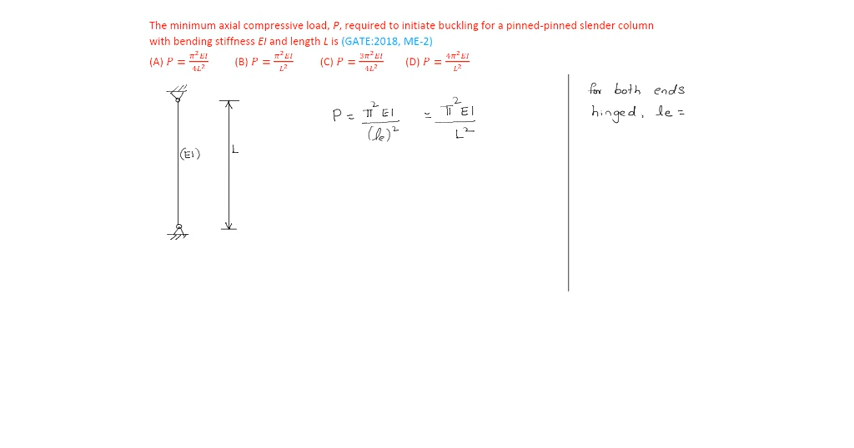 The minimum axial compressive load, P, required to initiate buckling for a pinned-pinned slender column
with bending stiffness EI and length L is (GATE:2018, ME-2)
(A) P = π²EI/4L² (B) P = π²EI/L² (C) P = 3π²EI/4L² (D) P = 4π²EI/L²
for both ends
hinged, le =
P = π² EI/(le)² = π² EI/L²
(EI)
L